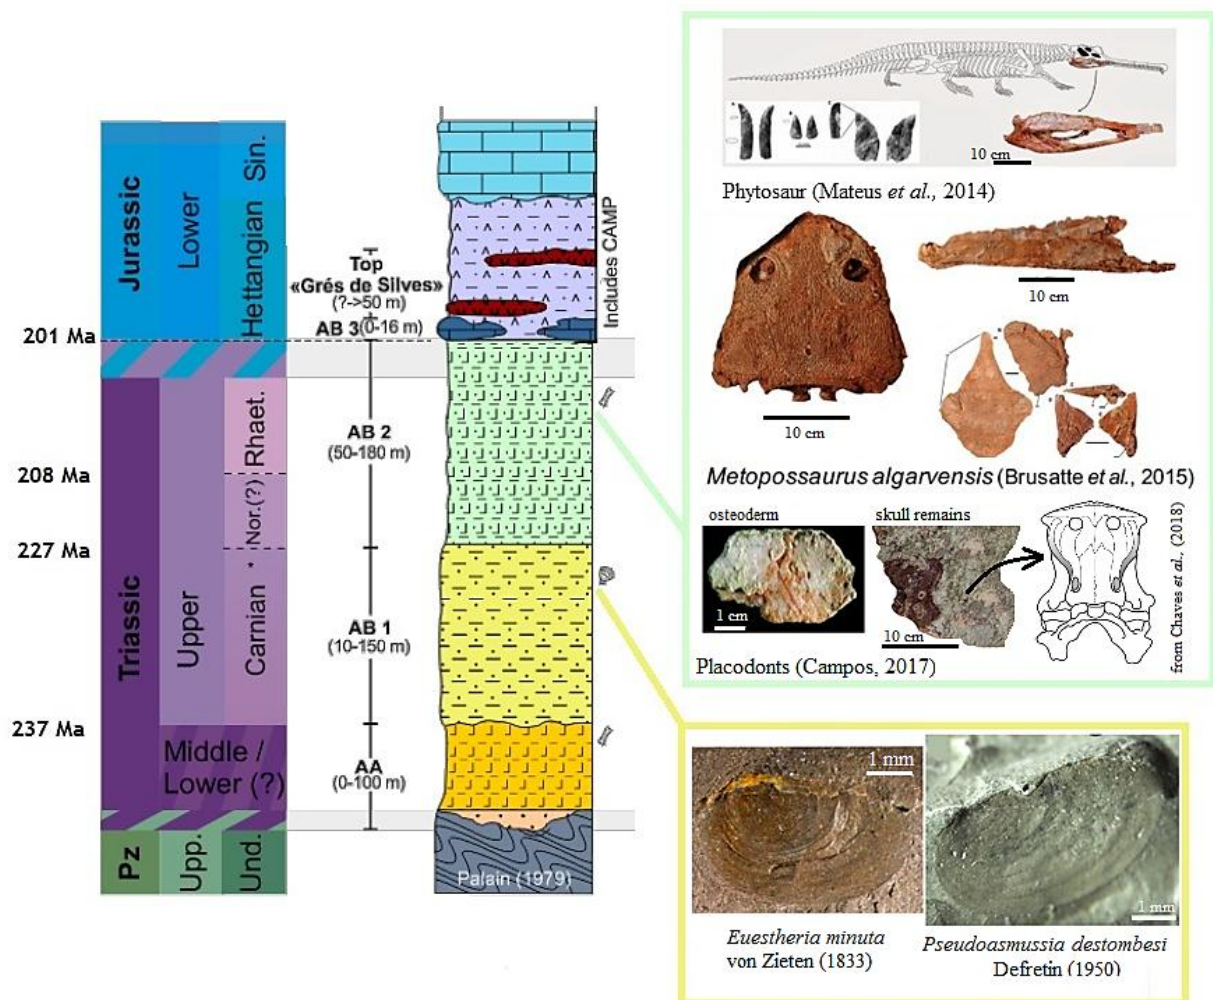 Jurassic
Lower
Hettangian
Sin.
Triassic
Upper
Rhaet.
Nor.(?)
Carnian *
Middle /
Lower (?)
Pz
Upp.
Und.
201 Ma
208 Ma
227 Ma
237 Ma
Top
«Grés de Silves»
(?->50 m)
AB 3(0-16 m)
AB 2
(50-180 m)
AB 1
(10-150 m)
AA
(0-100 m)
Includes CAMP
Palain (1979)
10 cm
Phytosaur (Mateus et al., 2014)
10 cm
10 cm
Metopossaurus algarvensis (Brusatte et al., 2015)
osteoderm
skull remains
1 cm
10 cm
from Chaves et al., (2018)
Placodonts (Campos, 2017)
1 mm
1 mm
Euestheria minuta
von Zieten (1833)
Pseudoasmussia destombesi
Defretin (1950)